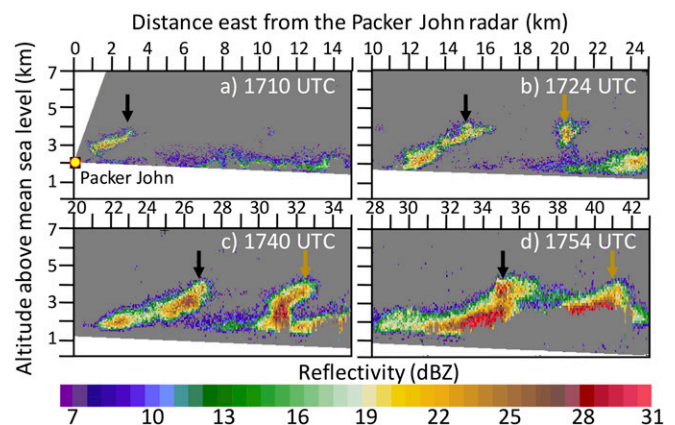 Distance east from the Packer John radar (km)
0 2 4 6 8 10 12 14
10 12 14 16 18 20 22 24
Altitude above mean sea level (km)
7
5
3
1
a) 1710 UTC
Packer John
b) 1724 UTC
20 22 24 26 28 30 32 34
28 30 32 34 36 38 40 42
7
5
3
1
c) 1740 UTC
d) 1754 UTC
Reflectivity (dBZ)
7 10 13 16 19 22 25 28 31